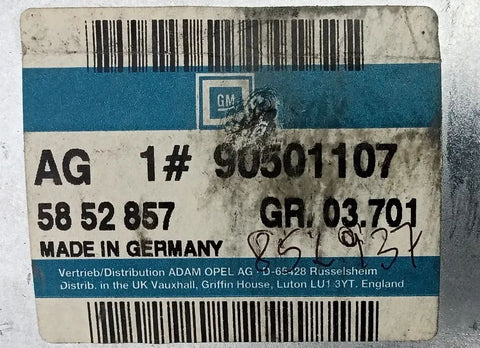 GM
AG 1# 90501107
58 52 857 GR. 03.701
MADE IN GERMANY
Vertrieb/Distribution ADAM OPEL AG · D-65428 Rüsselsheim
Distrib. in the UK Vauxhall, Griffin House, Luton LU1 3YT. England